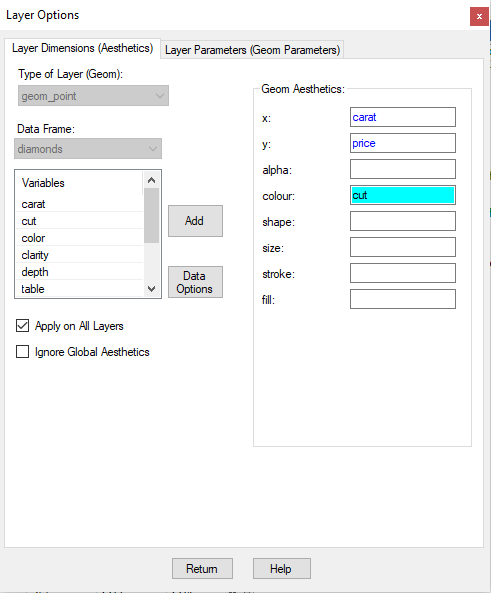 Layer Options
x
Layer Dimensions (Aesthetics)
Layer Parameters (Geom Parameters)
Type of Layer (Geom):
geom_point
Data Frame:
diamonds
Variables
carat
cut
color
clarity
depth
table
Add
Data
Options
Apply on All Layers
Ignore Global Aesthetics
Geom Aesthetics:
x: carat
y: price
alpha:
colour: cut
shape:
size:
stroke:
fill:
Return
Help